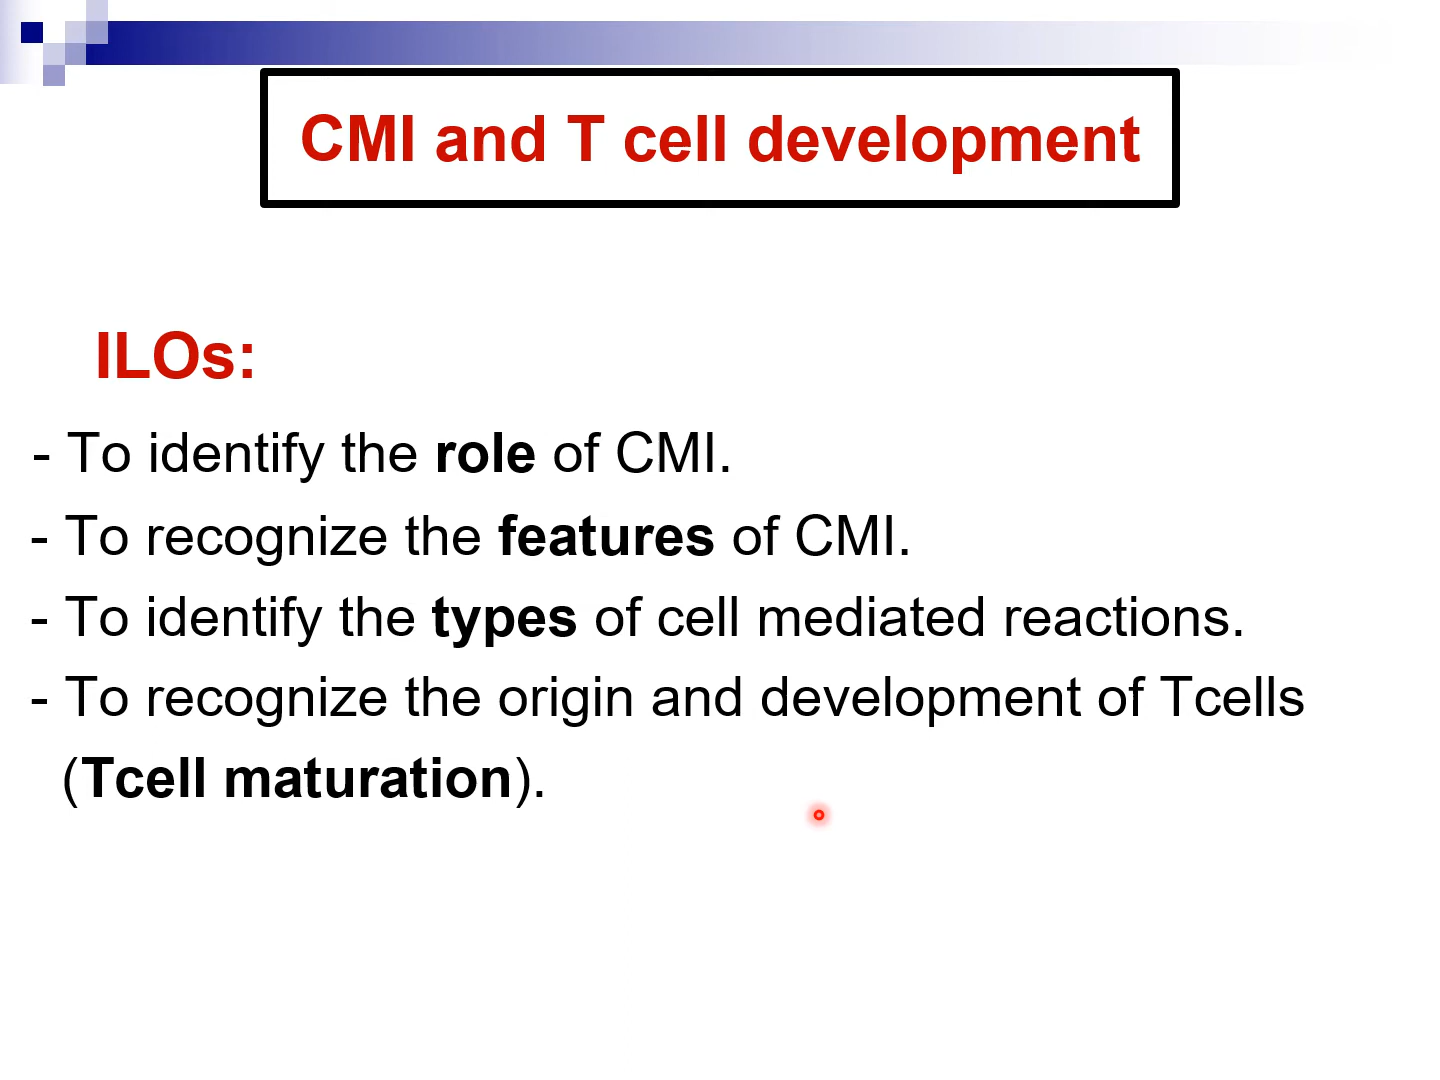 CMI and T cell development
ILOs:
- To identify the role of CMI.
- To recognize the features of CMI.
- To identify the types of cell mediated reactions.
- To recognize the origin and development of Tcells
(Tcell maturation).